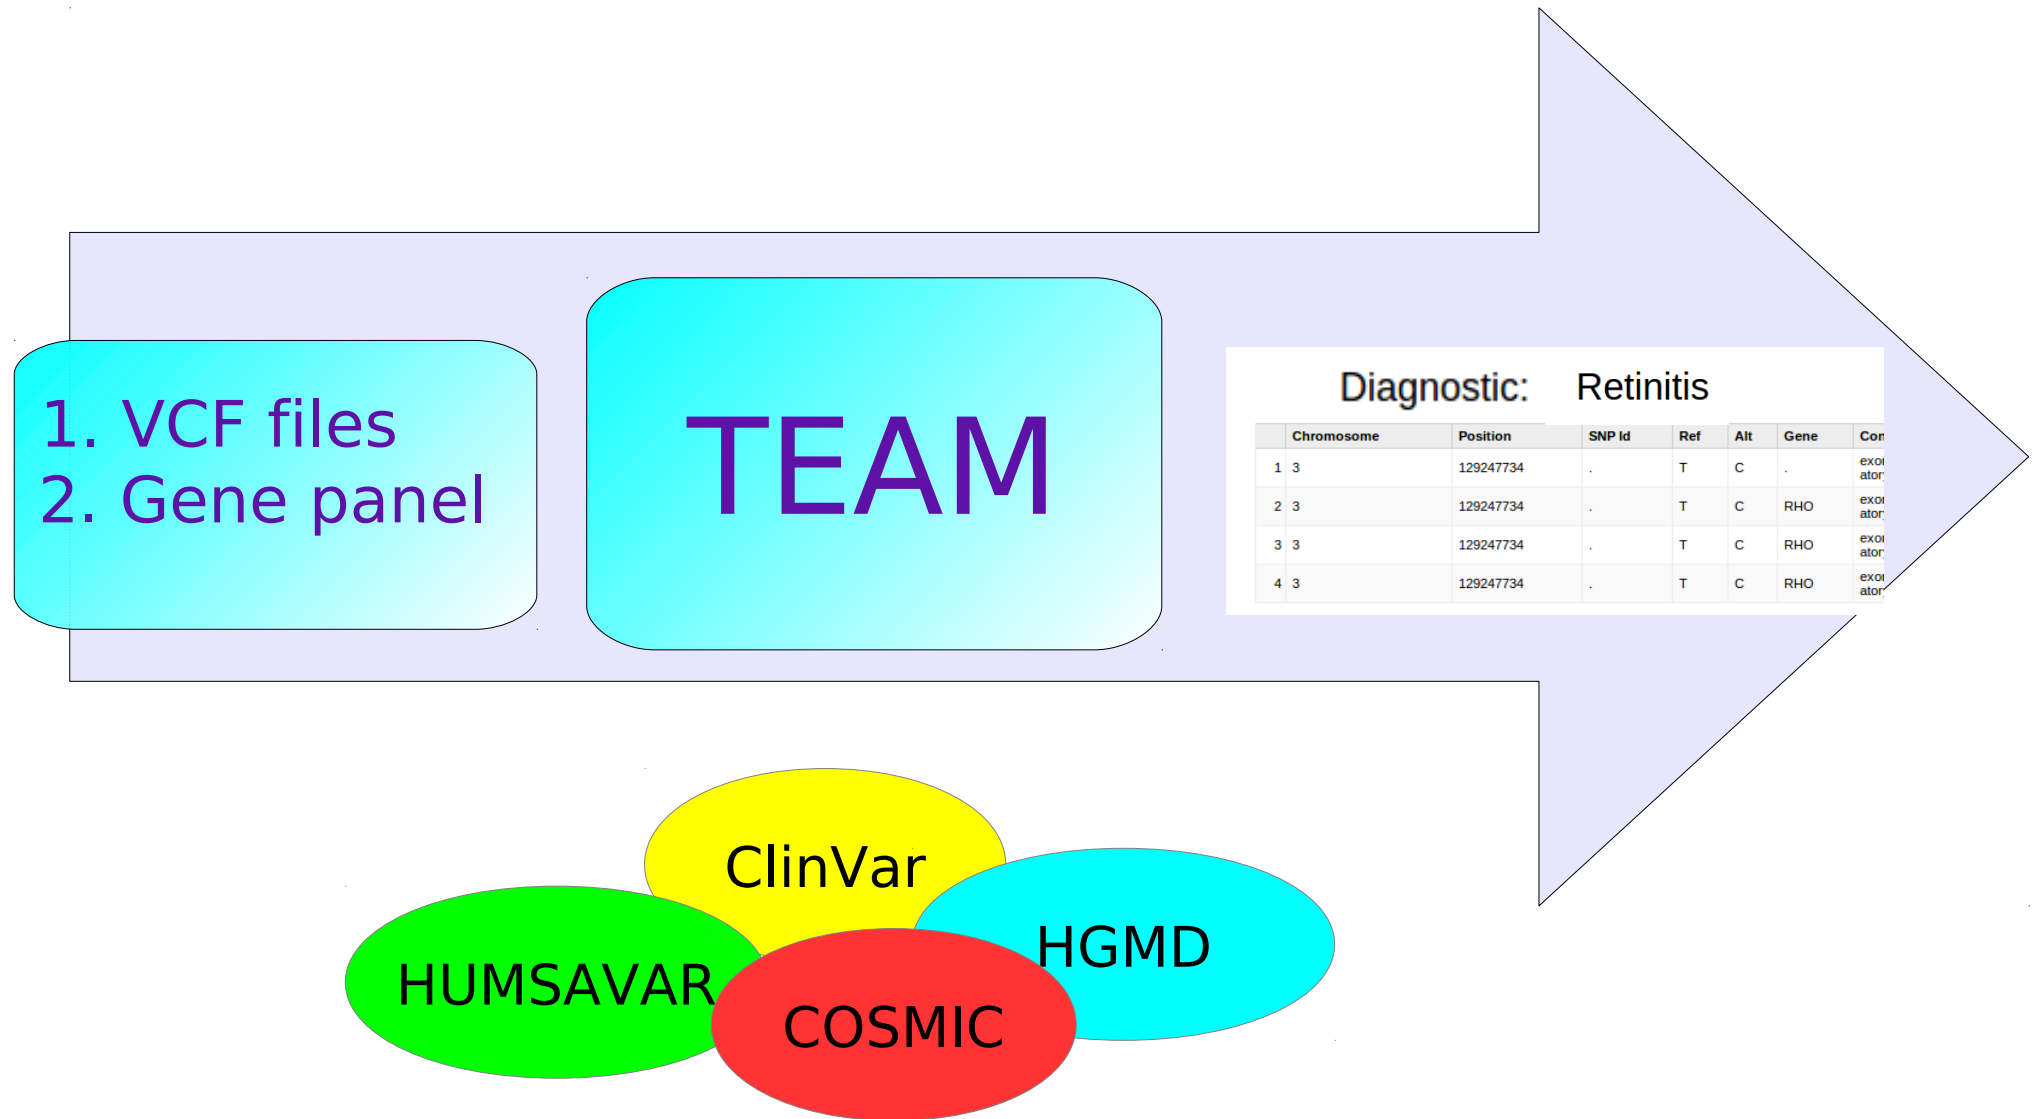 1. VCF files
2. Gene panel
TEAM
Diagnostic: Retinitis
Chromosome Position SNP Id Ref Alt Gene
1 3 129247734 . T C .
2 3 129247734 . T C RHO
3 3 129247734 . T C RHO
4 3 129247734 . T C RHO
ClinVar
HGMD
HUMSAVAR
COSMIC